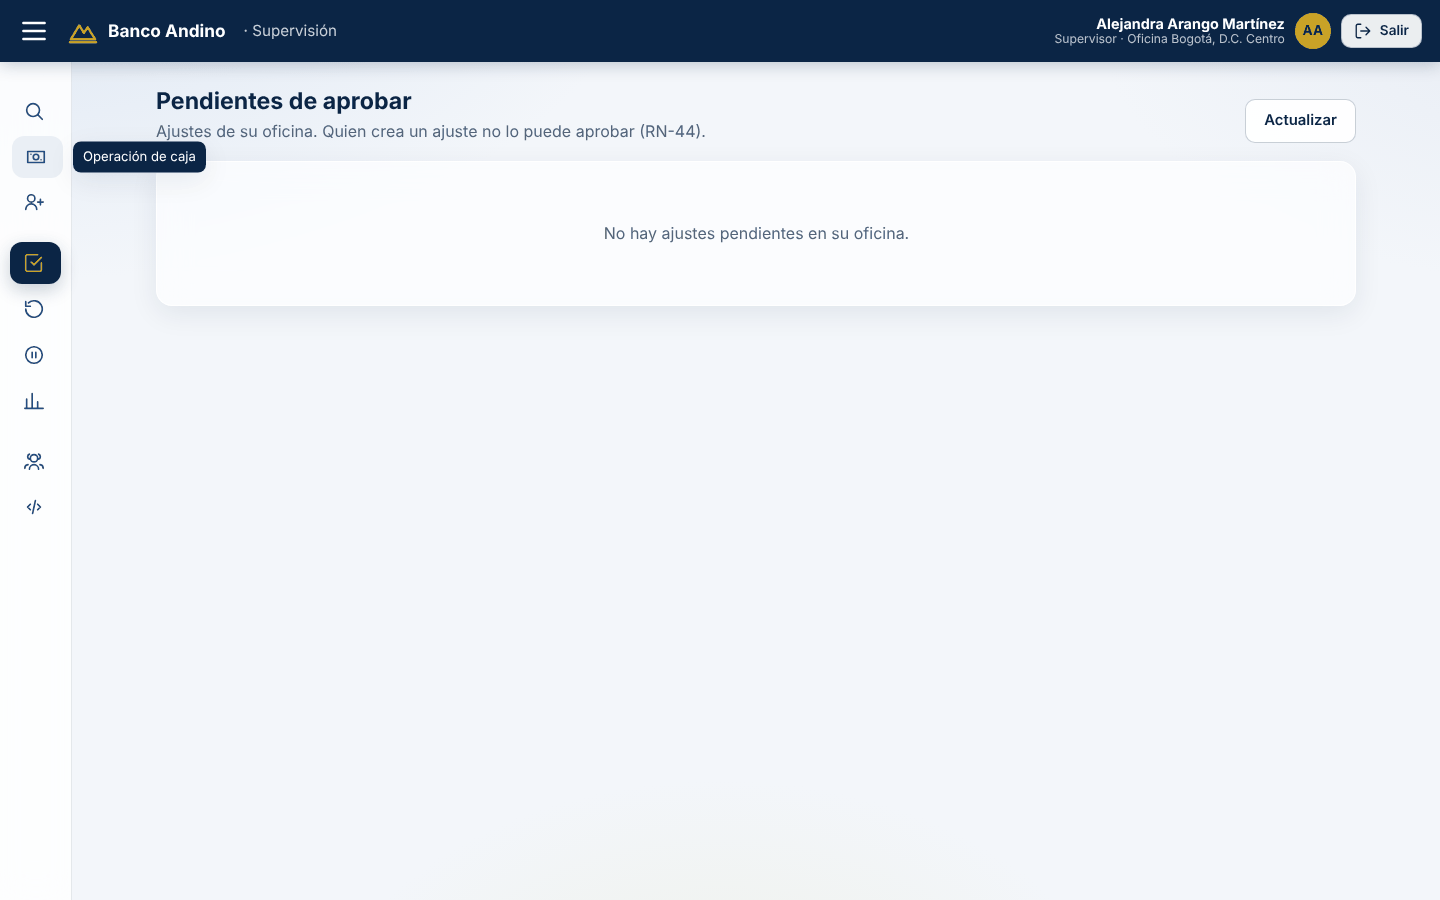 Banco Andino · Supervisión
Alejandra Arango Martínez
Supervisor · Oficina Bogotá, D.C. Centro
AA
Salir
Pendientes de aprobar
Ajustes de su oficina. Quien crea un ajuste no lo puede aprobar (RN-44).
Actualizar
Operación de caja
No hay ajustes pendientes en su oficina.